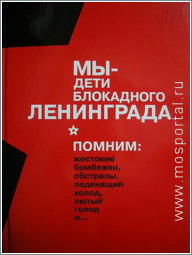 МЫ-
ДЕТИ
БЛОКАДНОГО
ЛЕНИНГРАДА
ПОМНИМ:
жестокие
бомбежки,
обстрелы,
леденящий
холод,
лютый
голод
и...
www.mosportal.ru